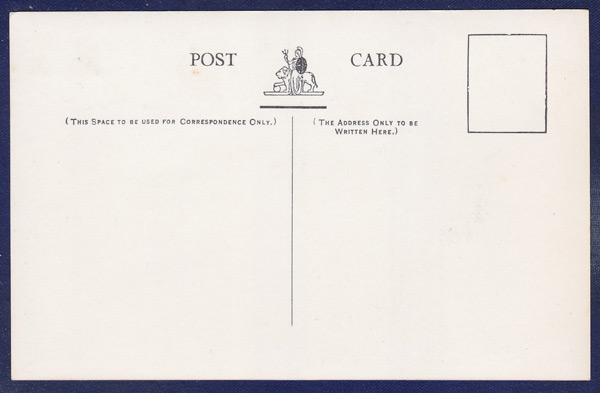 POST CARD
(THIS SPACE TO BE USED FOR CORRESPONDENCE ONLY.)
(THE ADDRESS ONLY TO BE
WRITTEN HERE.)